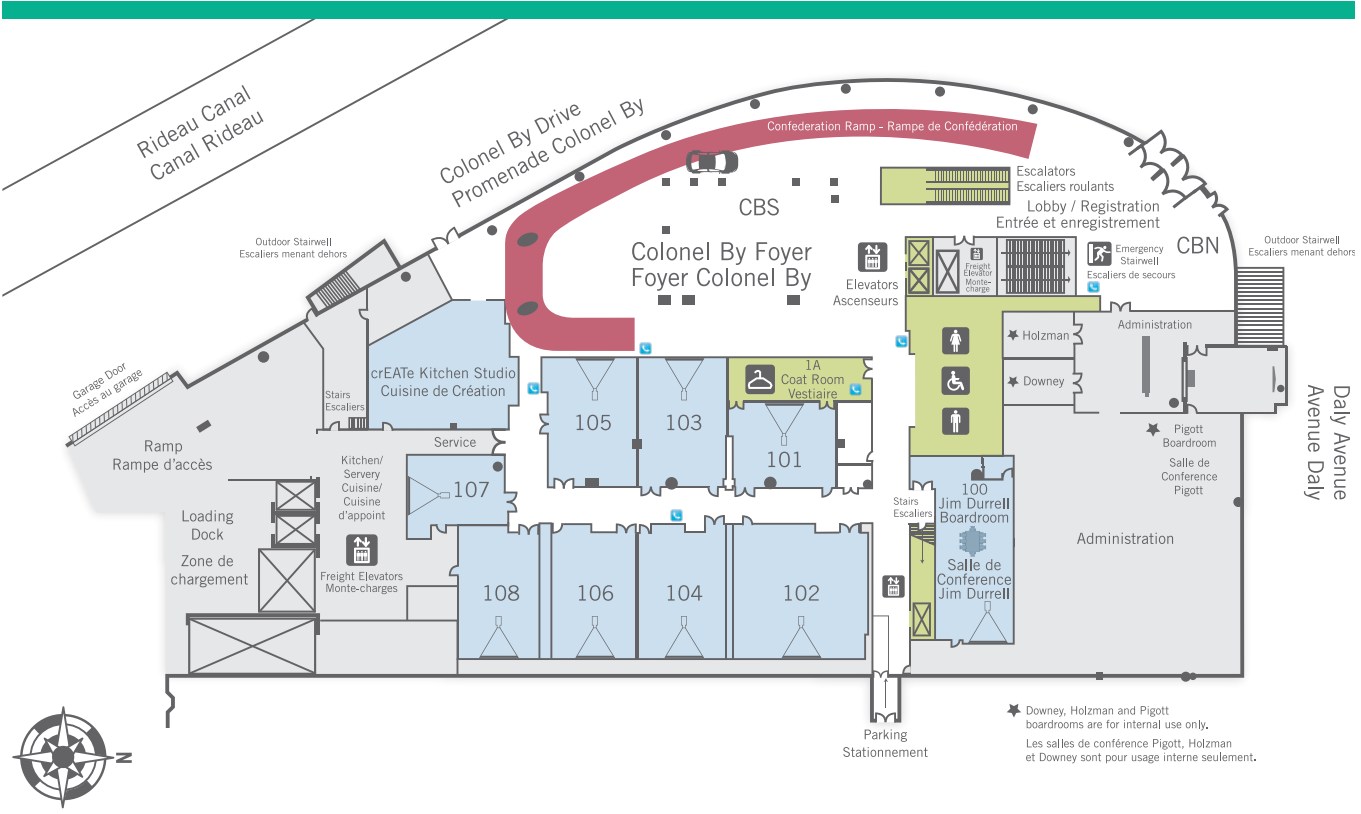 Rideau Canal
Canal Rideau
Colonel By Drive
Promenade Colonel By
Confederation Ramp - Rampe de Confédération
Escalators
Escaliers roulants
Lobby / Registration
Entrée et enregistrement
CBS
CBN
Colonel By Foyer
Foyer Colonel By
Elevators
Ascenseurs
Freight
Elevator
Monte-
charge
Emergency
Stairwell
Escaliers de secours
Outdoor Stairwell
Escaliers menant dehors
Outdoor Stairwell
Escaliers menant dehors
Garage Door
Accès au garage
crEATe Kitchen Studio
Cuisine de Création
Stairs
Escaliers
Ramp
Rampe d'accès
Service
Kitchen/
Servery
Cuisine/
Cuisine
d'appoint
Loading
Dock
Zone de
chargement
Freight Elevators
Monte-charges
105
103
1A
Coat Room
Vestiaire
101
107
108
106
104
102
Stairs
Escaliers
100
Jim Durrell
Boardroom
Salle de
Conference
Jim Durrell
Holzman
Downey
Administration
Pigott
Boardroom
Salle de
Conference
Pigott
Administration
Daly Avenue
Avenue Daly
Parking
Stationnement
Downey, Holzman and Pigott
boardrooms are for internal use only.
Les salles de conférence Pigott, Holzman
et Downey sont pour usage interne seulement.
N